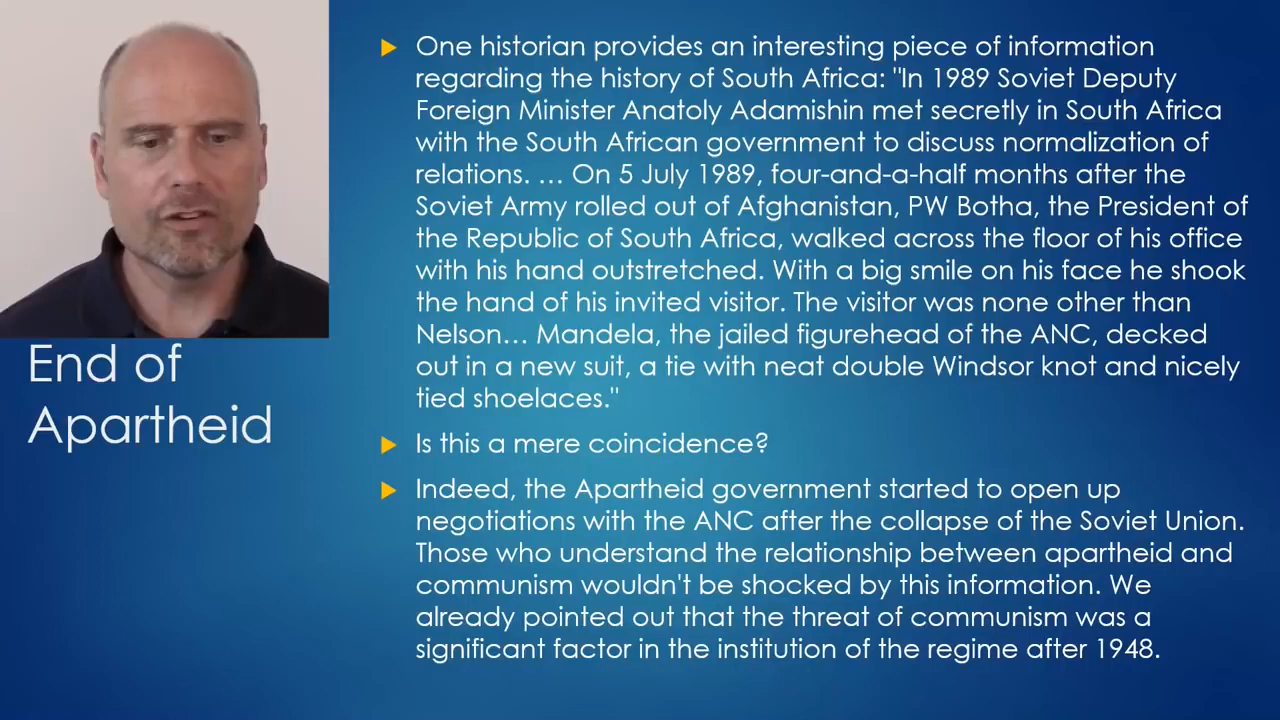 One historian provides an interesting piece of information
regarding the history of South Africa: "In 1989 Soviet Deputy
Foreign Minister Anatoly Adamishin met secretly in South Africa
with the South African government to discuss normalization of
relations. … On 5 July 1989, four-and-a-half months after the
Soviet Army rolled out of Afghanistan, PW Botha, the President of
the Republic of South Africa, walked across the floor of his office
with his hand outstretched. With a big smile on his face he shook
the hand of his invited visitor. The visitor was none other than
Nelson… Mandela, the jailed figurehead of the ANC, decked
out in a new suit, a tie with neat double Windsor knot and nicely
tied shoelaces."
Is this a mere coincidence?
Indeed, the Apartheid government started to open up
negotiations with the ANC after the collapse of the Soviet Union.
Those who understand the relationship between apartheid and
communism wouldn't be shocked by this information. We
already pointed out that the threat of communism was a
significant factor in the institution of the regime after 1948.
End of
Apartheid